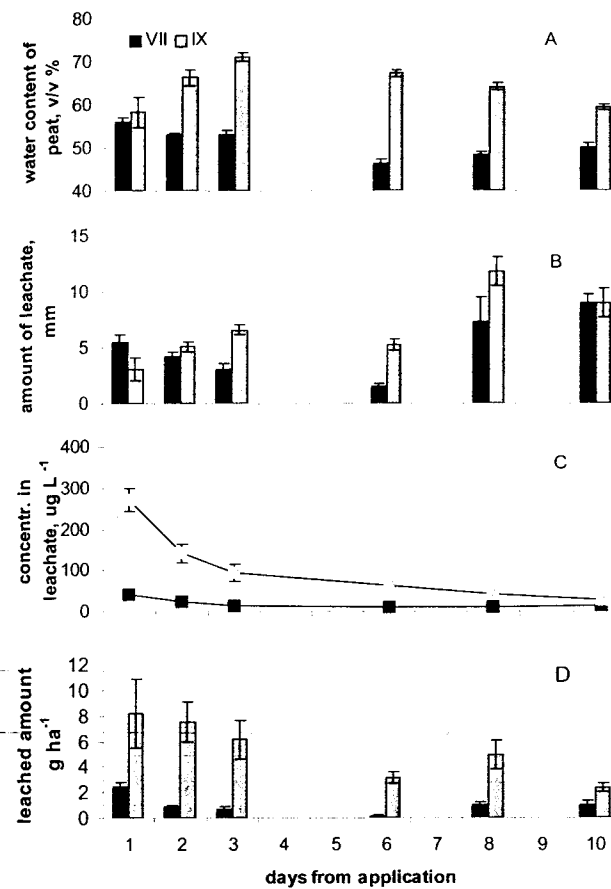 80
70
60
50
40
water content of
peat, v/v %
VII IX
A
15
10
5
0
amount of leachate,
mm
B
400
300
200
100
0
concentr. in
leachate, ug L⁻¹
C
12
10
8
6
4
2
0
leached amount
g ha⁻¹
D
1 2 3 4 5 6 7 8 9 10
days from application